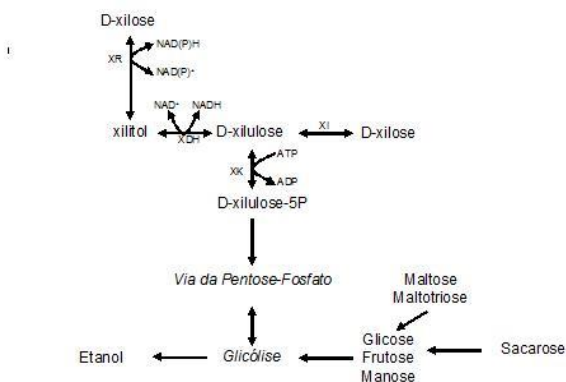 D-xilose
NAD(P)H
XR
NAD(P)+
NAD+ NADH
xilitol XDH D-xilulose XI D-xilose
ATP
XK
ADP
D-xilulose-5P
Via da Pentose-Fosfato
Maltose
Maltotriose
Glicose
Frutose
Manose
Sacarose
Etanol
Glicólise